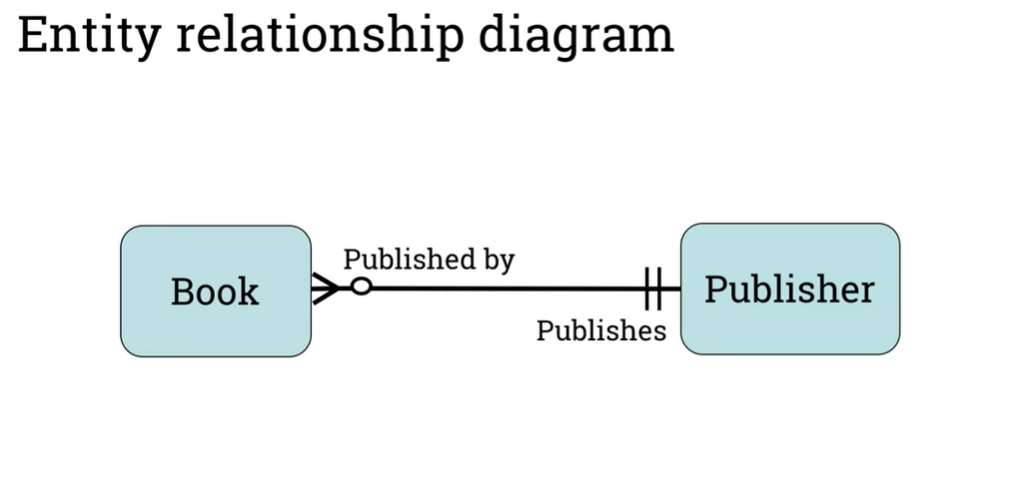 Entity relationship diagram
Published by
Book
Publisher
Publishes